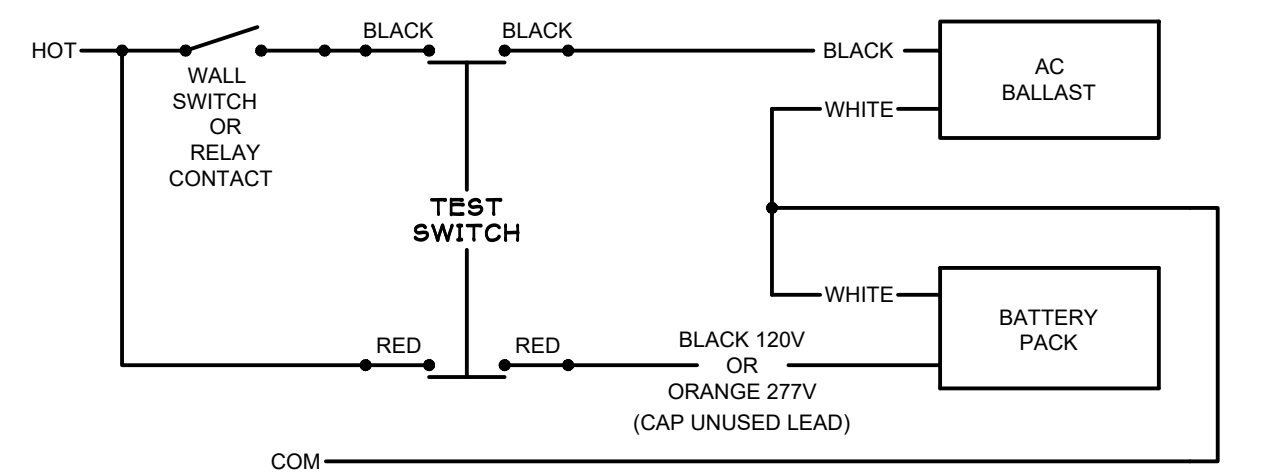 HOT
WALL
SWITCH
OR
RELAY
CONTACT
BLACK
BLACK
BLACK
AC
BALLAST
WHITE
TEST
SWITCH
WHITE
BATTERY
PACK
RED
RED
BLACK 120V
OR
ORANGE 277V
(CAP UNUSED LEAD)
COM